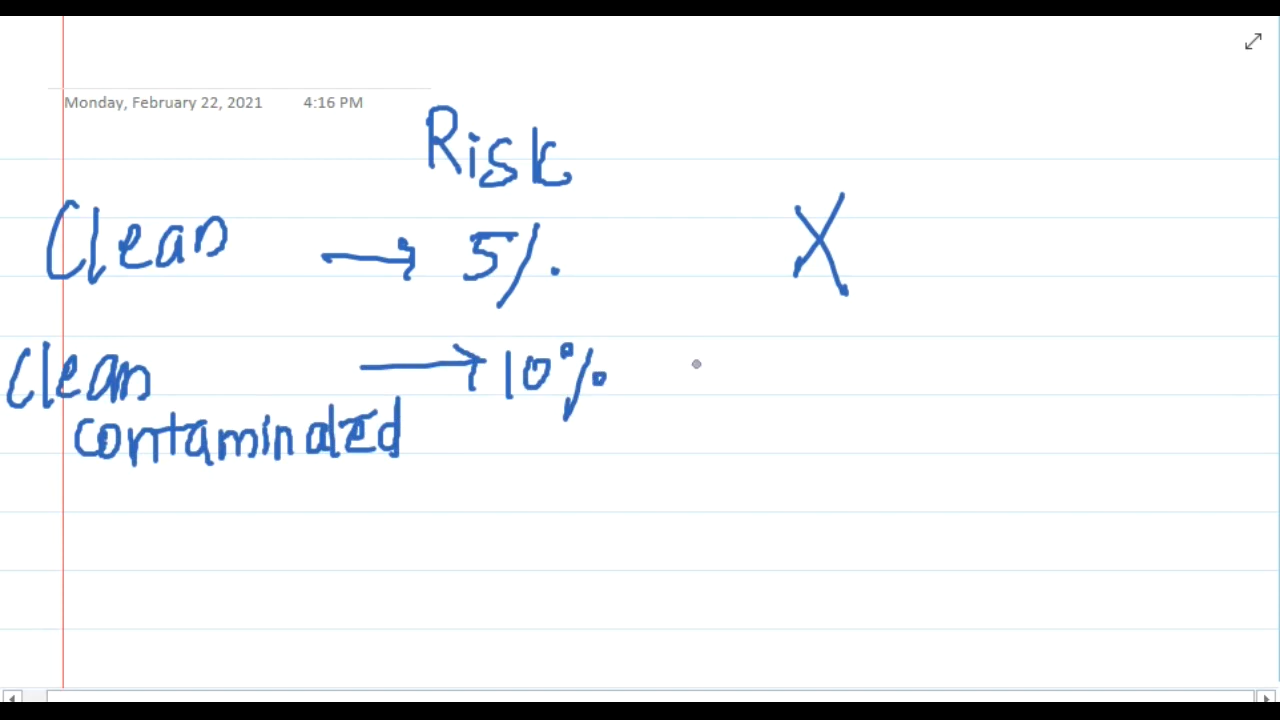 Monday, February 22, 2021 4:16 PM
Risk
Clean → 5% X
Clean → 10%
contaminated